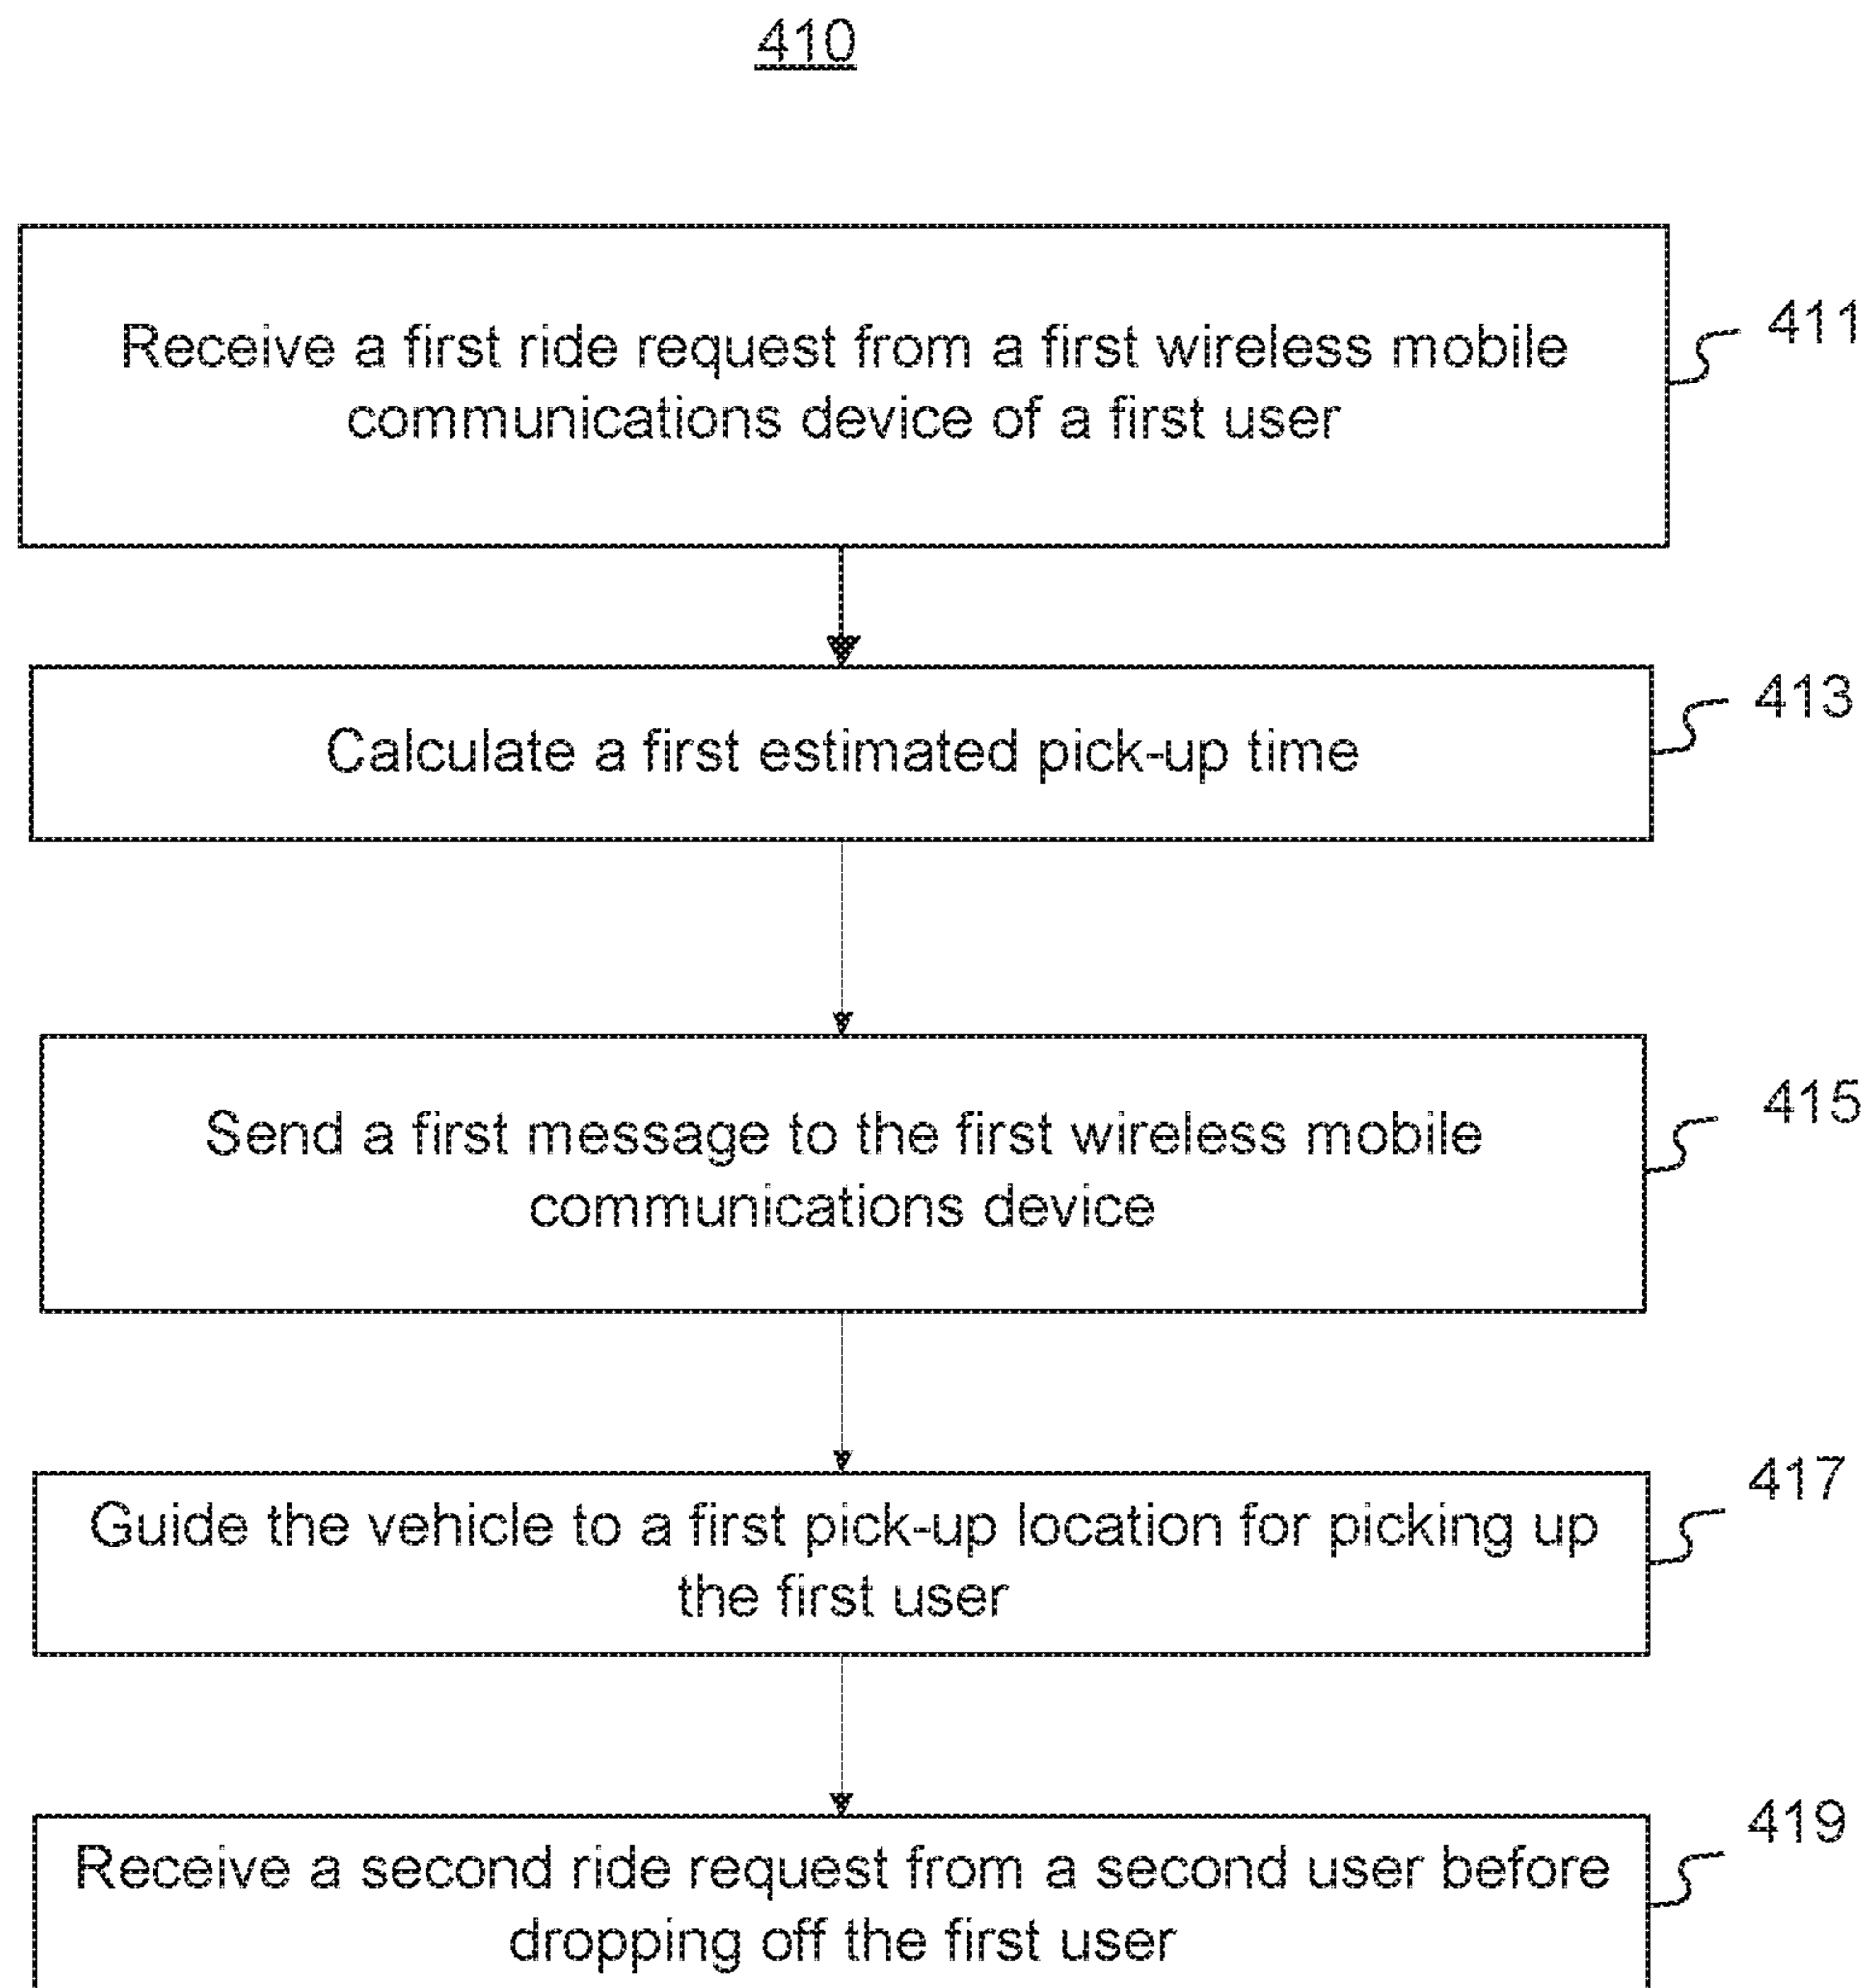 410
Receive a first ride request from a first wireless mobile
communications device of a first user
411
Calculate a first estimated pick-up time
413
Send a first message to the first wireless mobile
communications device
415
Guide the vehicle to a first pick-up location for picking up
the first user
417
Receive a second ride request from a second user before
dropping off the first user
419